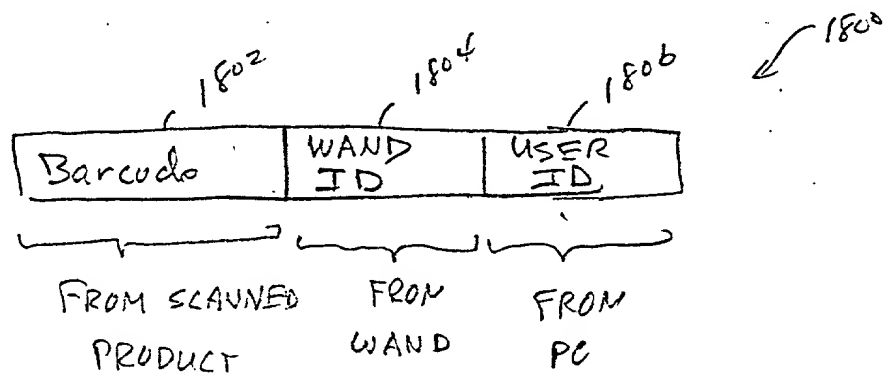 1800
1802 1804 1806
Barcode WAND ID USER ID
FROM SCANNED PRODUCT FROM WAND FROM PC